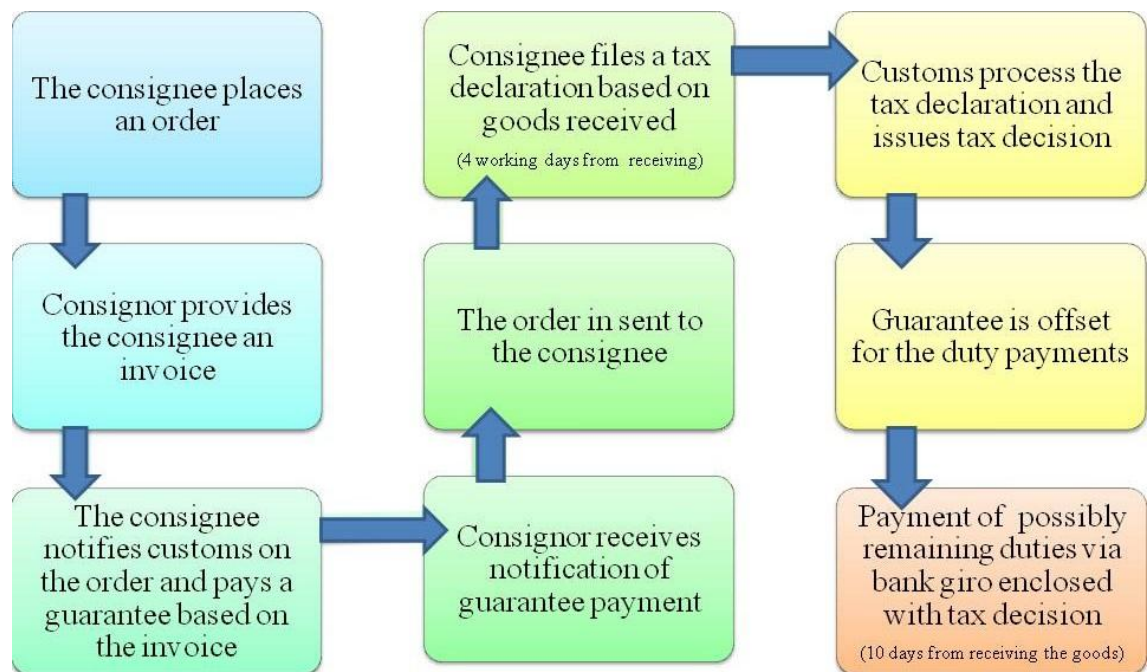 The consignee places
an order
Consignor provides
the consignee an
invoice
The consignee
notifies customs on
the order and pays a
guarantee based on
the invoice
Consignor receives
notification of
guarantee payment
The order in sent to
the consignee
Consignee files a tax
declaration based on
goods received
(4 working days from receiving)
Customs process the
tax declaration and
issues tax decision
Guarantee is offset
for the duty payments
Payment of possibly
remaining duties via
bank giro enclosed
with tax decision
(10 days from receiving the goods)